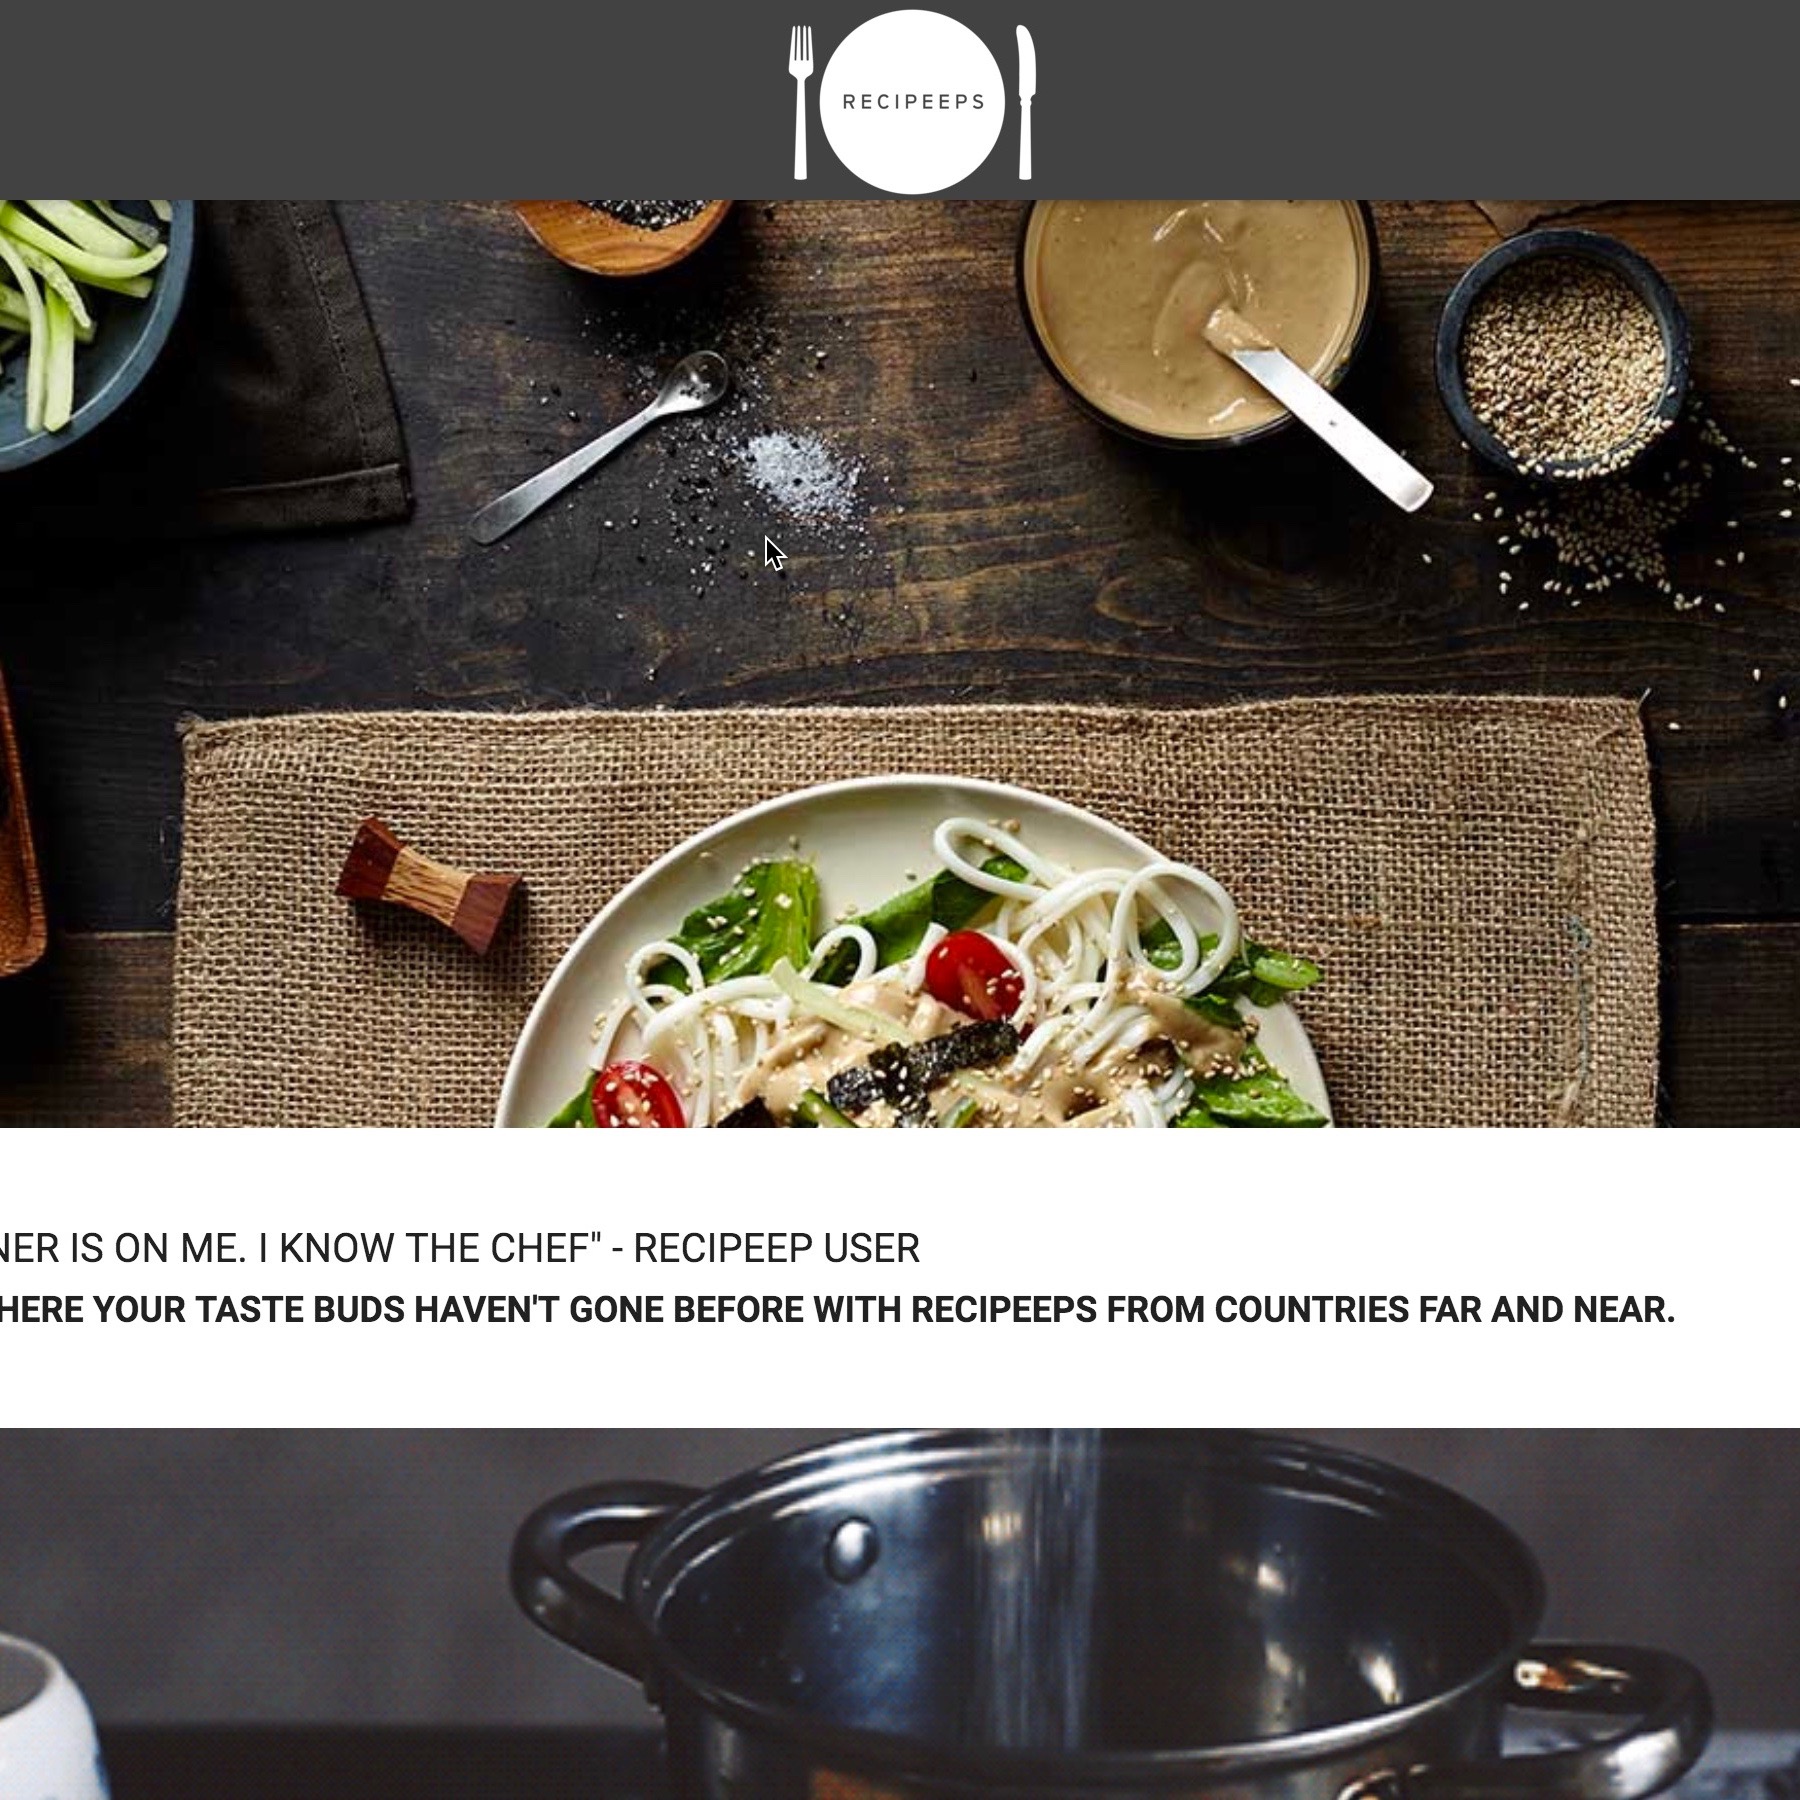 RECIPEEPS
NER IS ON ME. I KNOW THE CHEF" - RECIPEEP USER
HERE YOUR TASTE BUDS HAVEN'T GONE BEFORE WITH RECIPEEPS FROM COUNTRIES FAR AND NEAR.